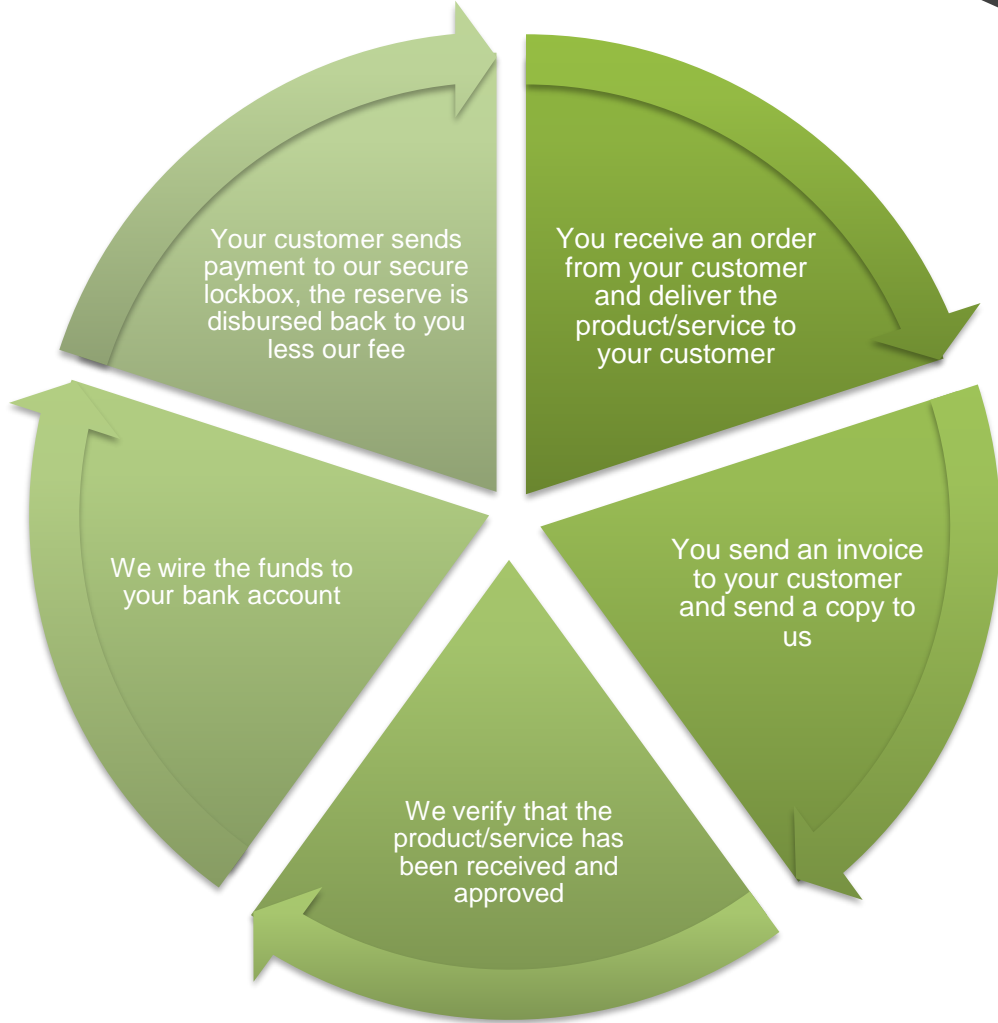 You receive an order
from your customer
and deliver the
product/service to
your customer
You send an invoice
to your customer
and send a copy to
us
We verify that the
product/service has
been received and
approved
We wire the funds to
your bank account
Your customer sends
payment to our secure
lockbox, the reserve is
disbursed back to you
less our fee